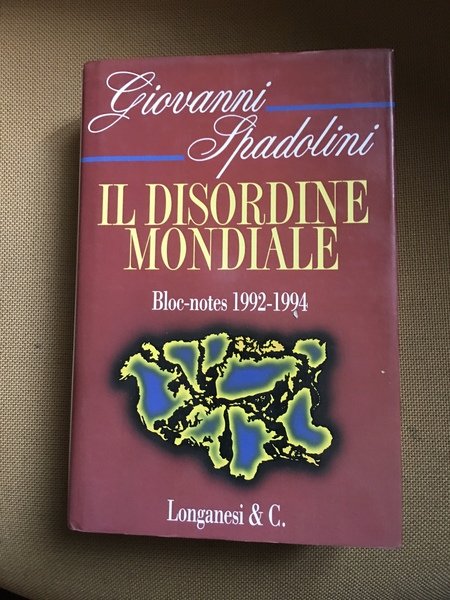 Giovanni
Spadolini
IL DISORDINE
MONDIALE
Bloc-notes 1992-1994
Longanesi & C.